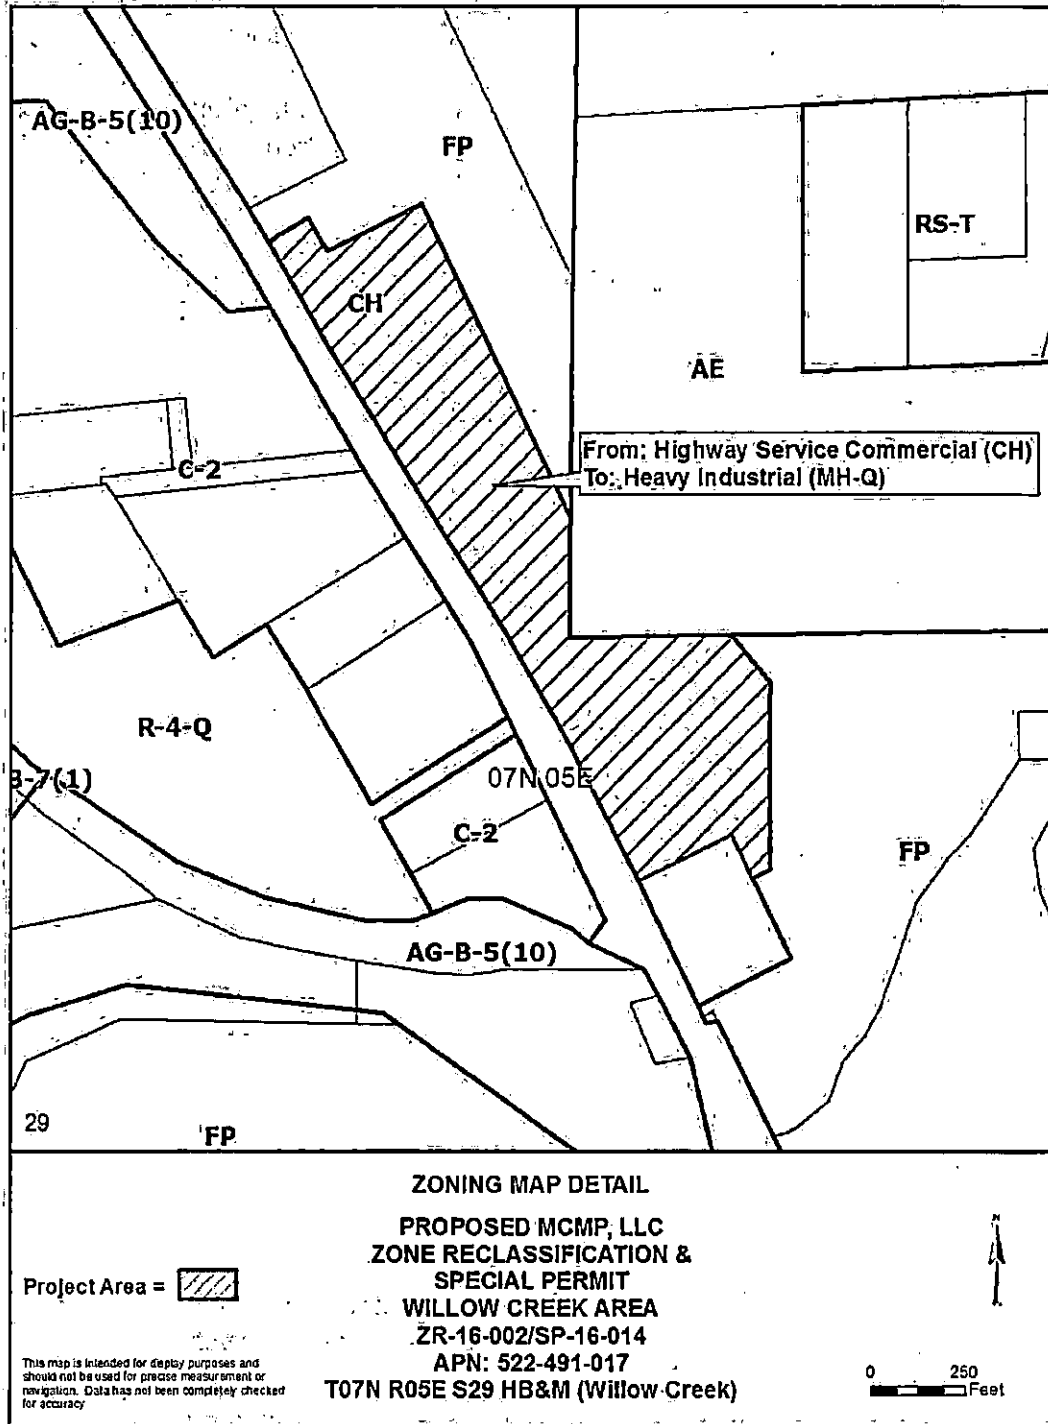 AG-B-5(10)
FP
RS-T
CH
AE
From: Highway Service Commercial (CH)
To: Heavy Industrial (MH-Q)
C-2
R-4-Q
B-7(1)
07N 05E
C-2
FP
AG-B-5(10)
29
FP
ZONING MAP DETAIL
PROPOSED MCMP, LLC
ZONE RECLASSIFICATION &
SPECIAL PERMIT
WILLOW CREEK AREA
ZR-16-002/SP-16-014
APN: 522-491-017
T07N R05E S29 HB&M (Willow Creek)
Project Area =
This map is intended for display purposes and
should not be used for precise measurement or
navigation. Data has not been completely checked
for accuracy
N
0 250
Feet